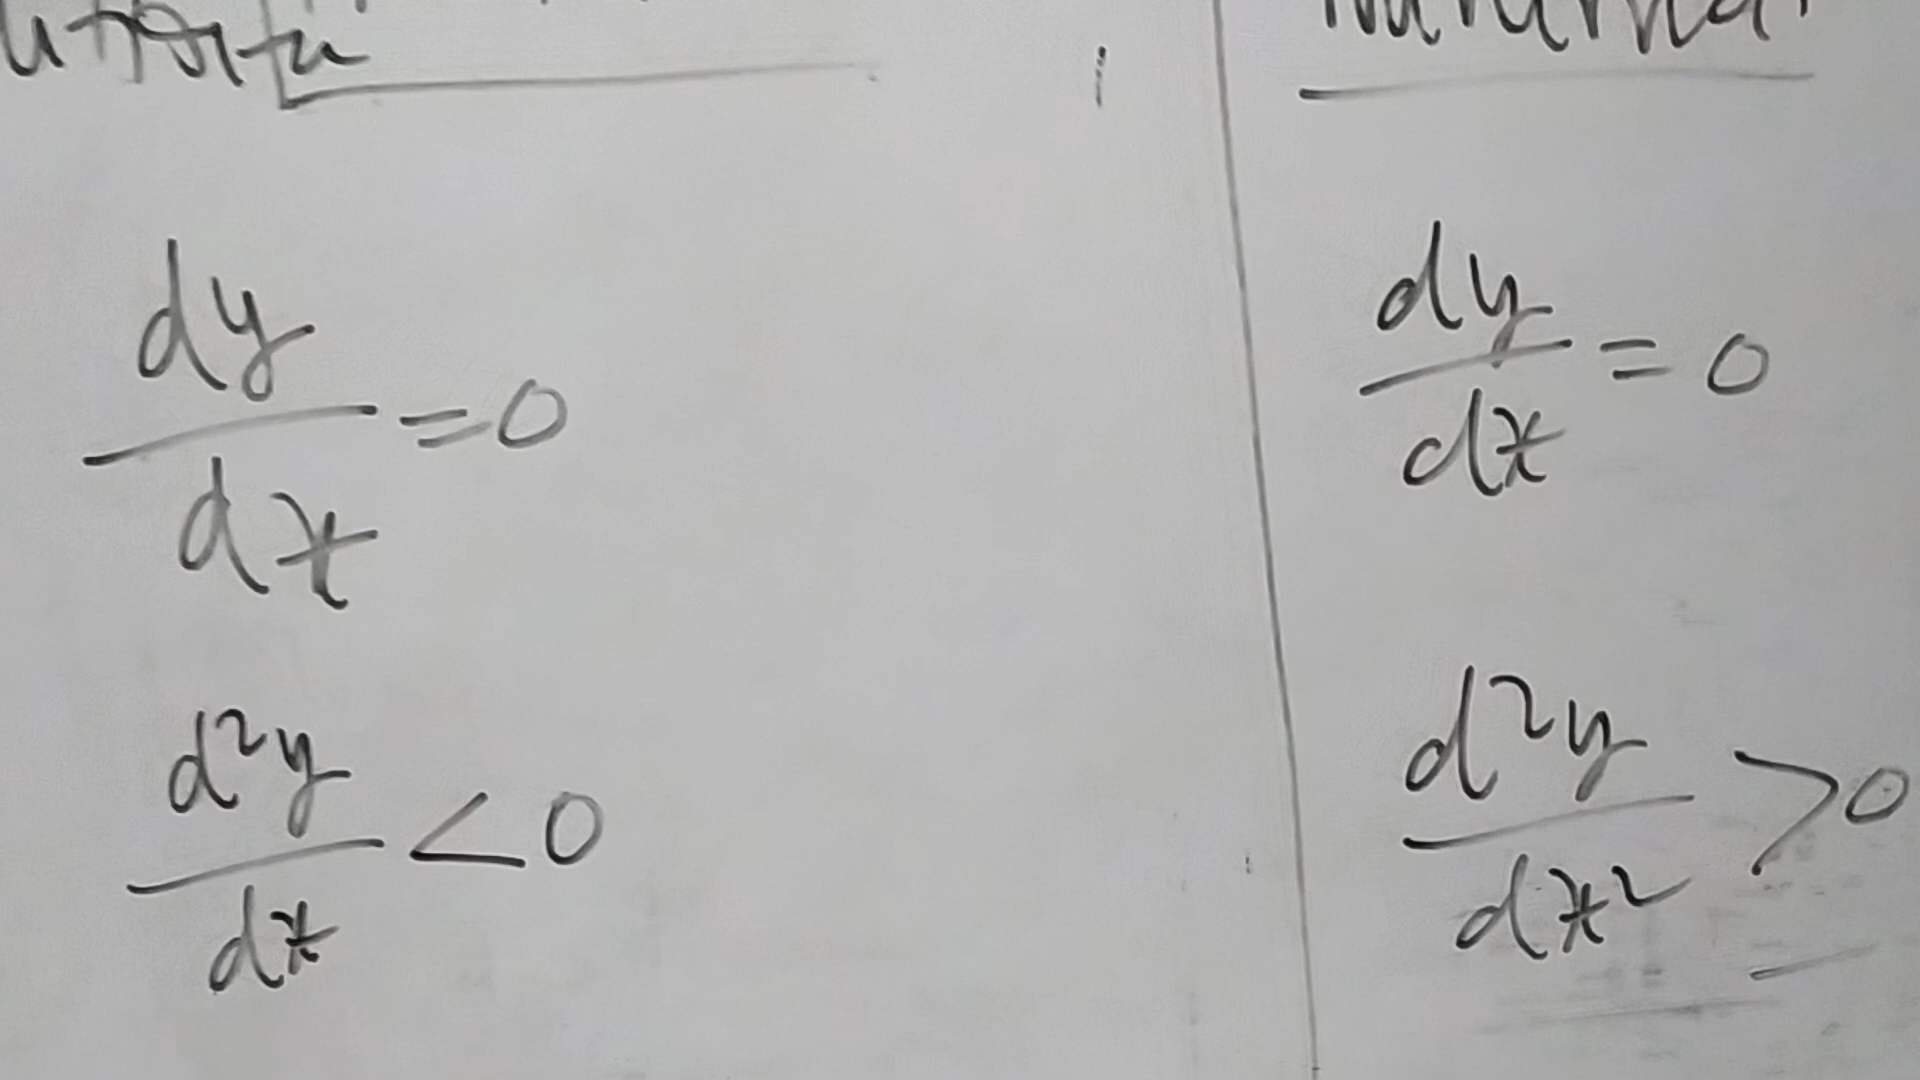 dy/dx = 0
d²y/dx < 0
dy/dx = 0
d²y/dx² > 0